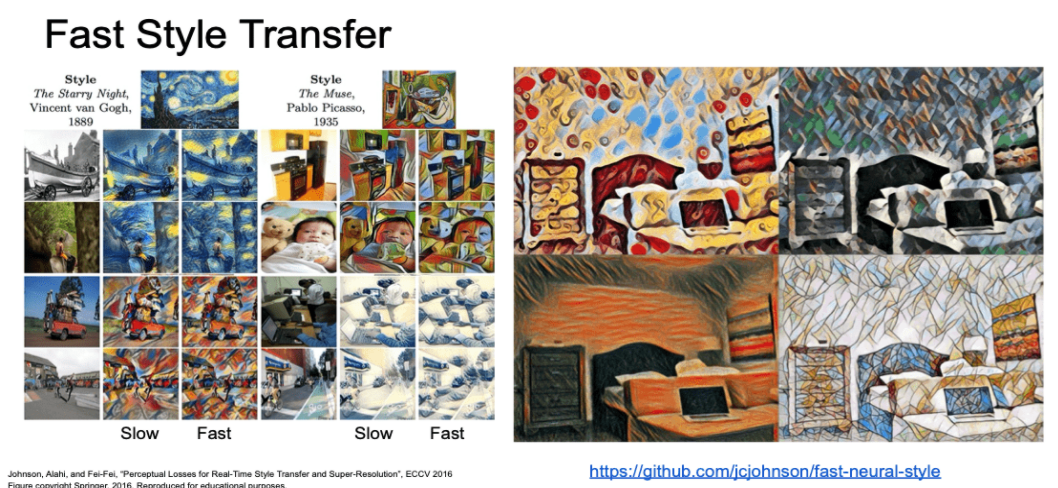 Fast Style Transfer
Style
The Starry Night,
Vincent van Gogh,
1889
Style
The Muse,
Pablo Picasso,
1935
Slow
Fast
Slow
Fast
Johnson, Alahi, and Fei-Fei, "Perceptual Losses for Real-Time Style Transfer and Super-Resolution", ECCV 2016
Figure copyright Springer, 2016. Reproduced for educational purposes.
https://github.com/jcjohnson/fast-neural-style